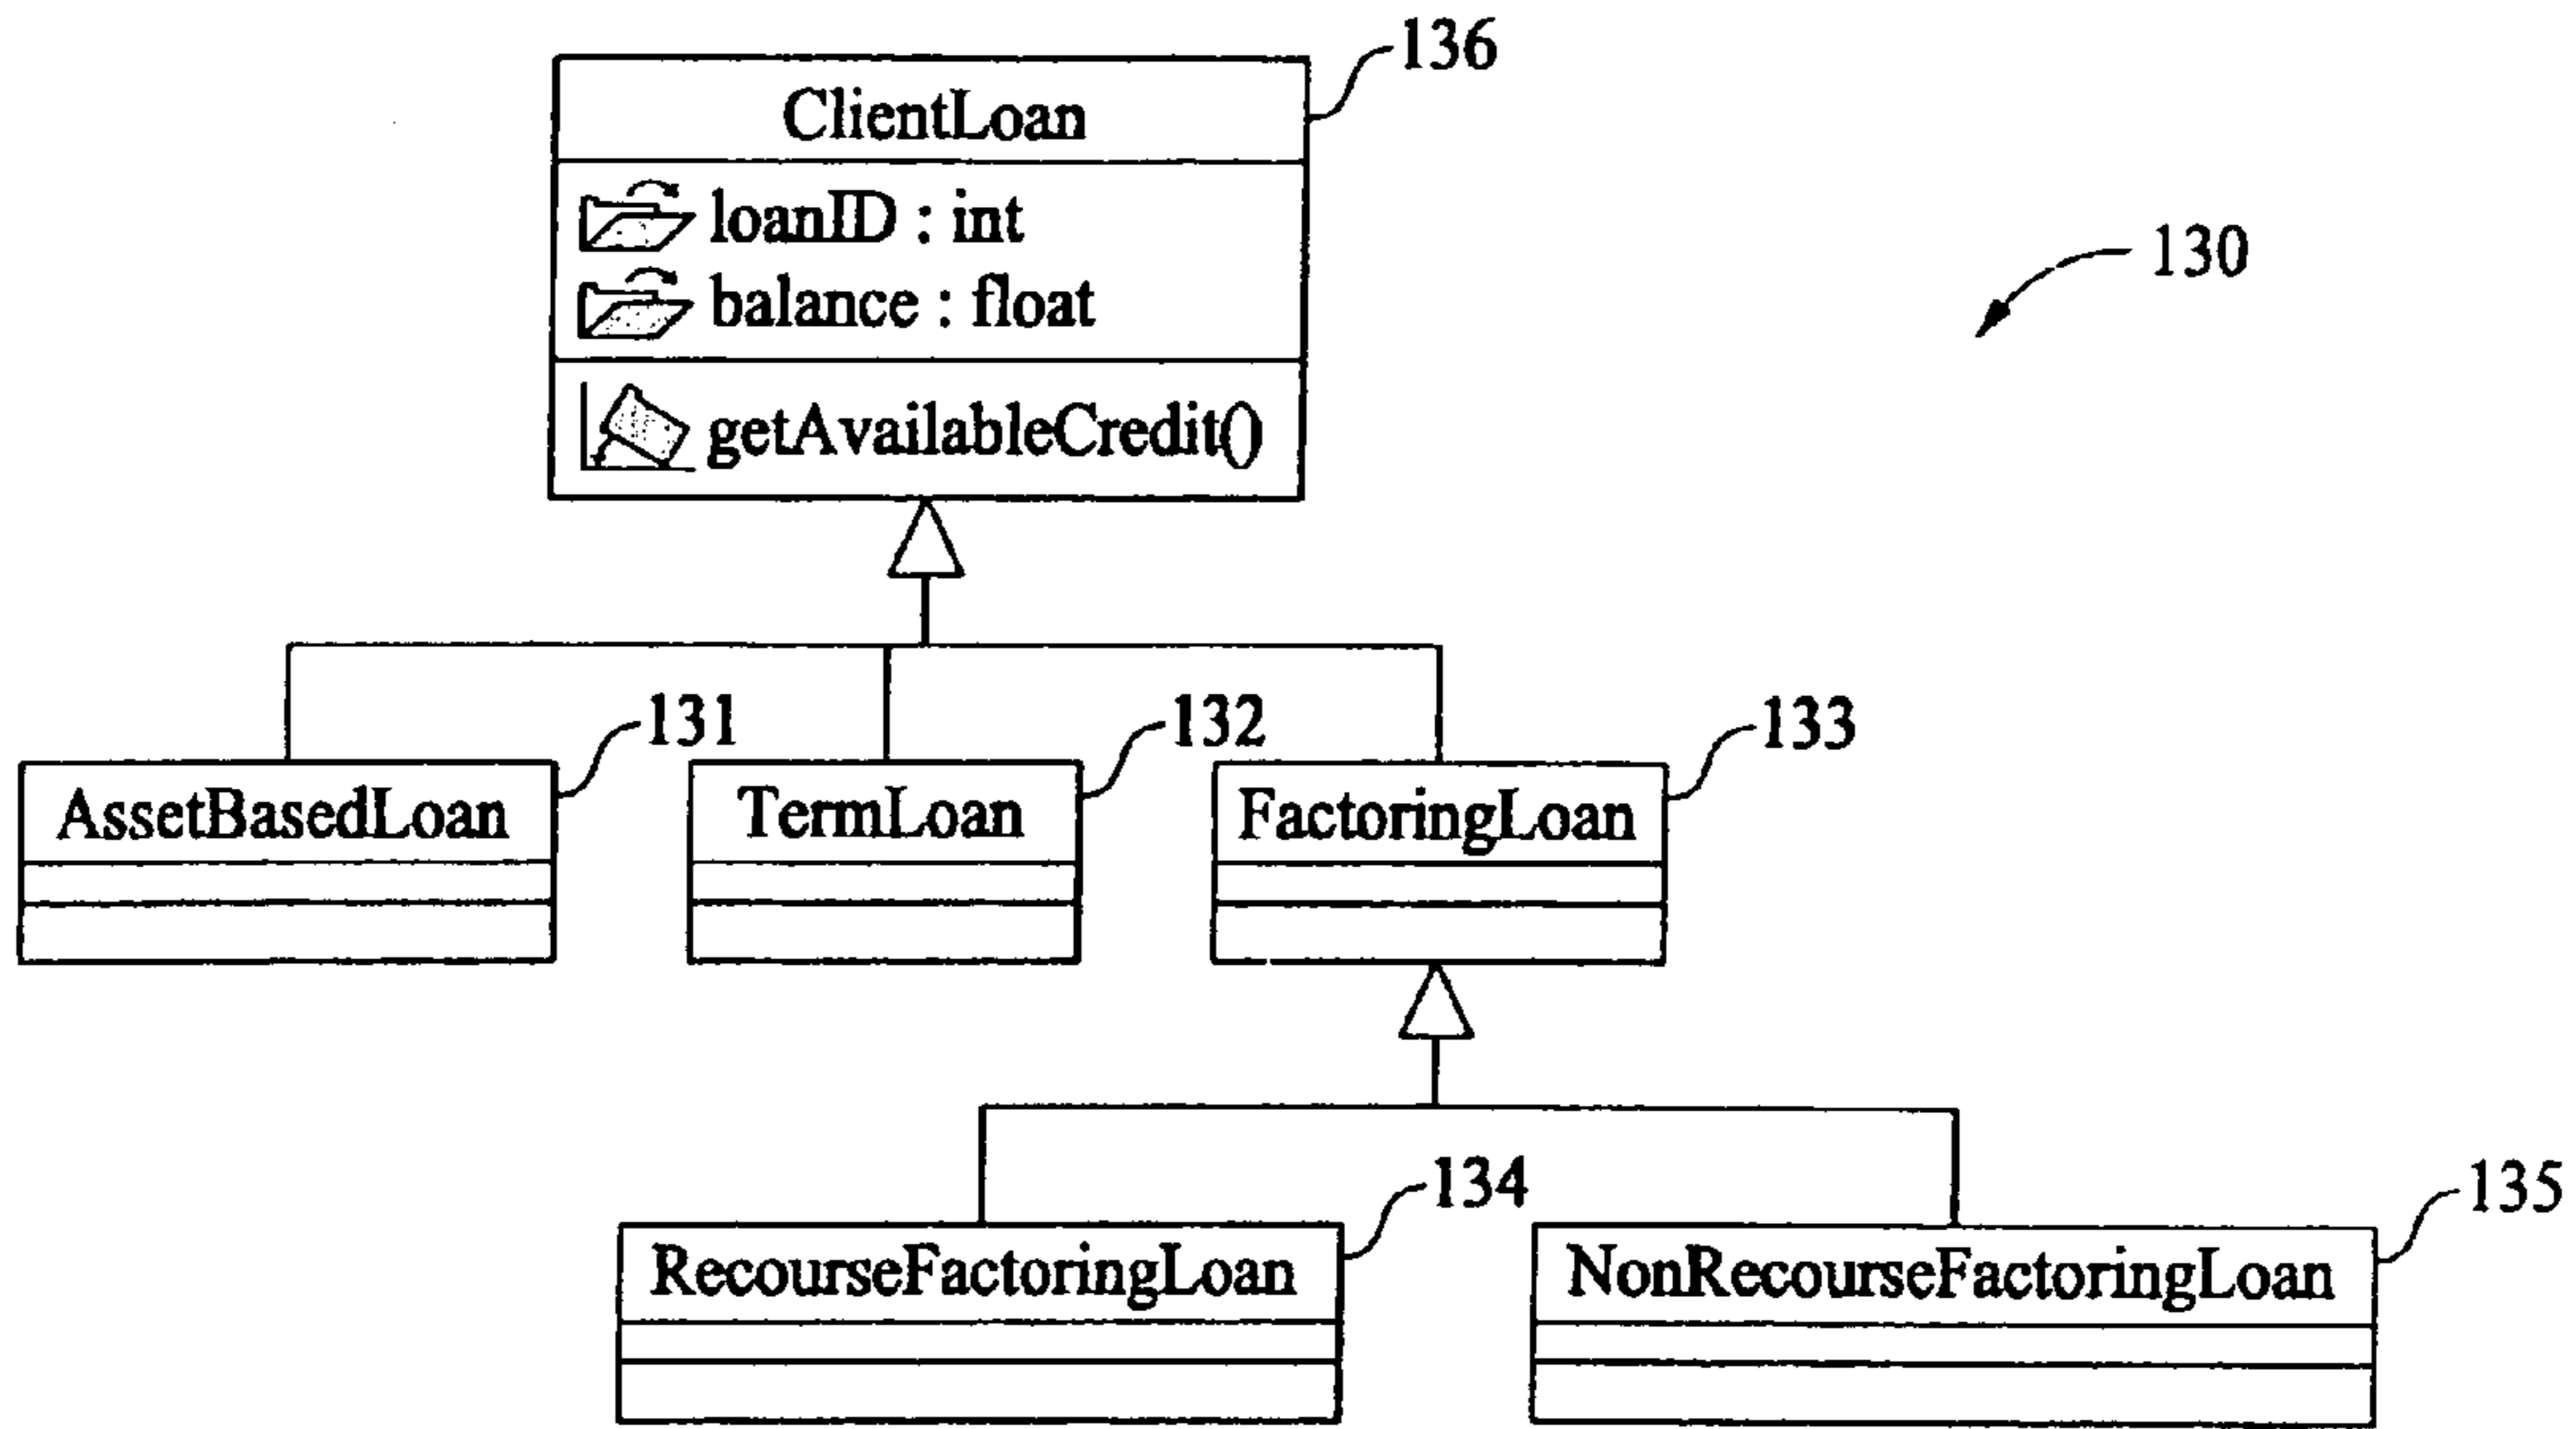 136
ClientLoan
loanID : int
balance : float
getAvailableCredit()
130
131
132
133
AssetBasedLoan
TermLoan
FactoringLoan
134
135
RecourseFactoringLoan
NonRecourseFactoringLoan